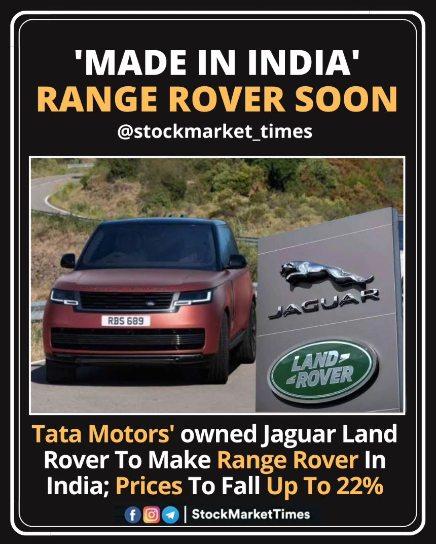 'MADE IN INDIA'
RANGE ROVER SOON
@stockmarket_times
RBS 689
JAGUAR
LAND
ROVER
Tata Motors' owned Jaguar Land
Rover To Make Range Rover In
India; Prices To Fall Up To 22%
| StockMarketTimes